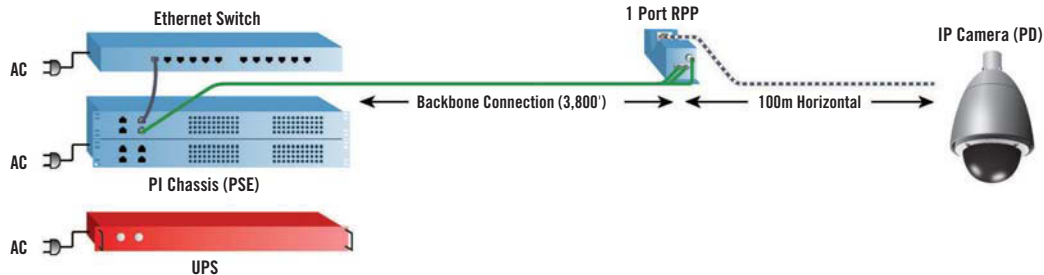 Ethernet Switch
1 Port RPP
IP Camera (PD)
AC
Backbone Connection (3,800')
100m Horizontal
AC
PI Chassis (PSE)
AC
UPS